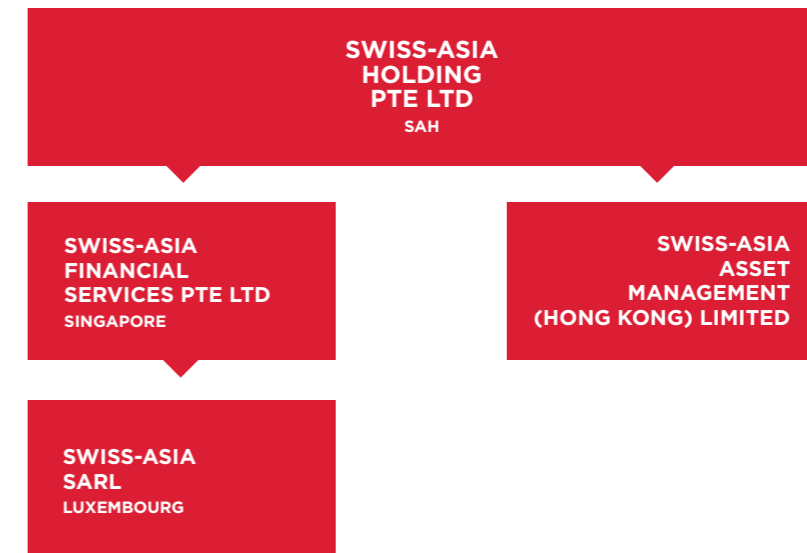 SWISS-ASIA
HOLDING
PTE LTD
SAH
SWISS-ASIA
FINANCIAL
SERVICES PTE LTD
SINGAPORE
SWISS-ASIA
ASSET
MANAGEMENT
(HONG KONG) LIMITED
SWISS-ASIA
SARL
LUXEMBOURG